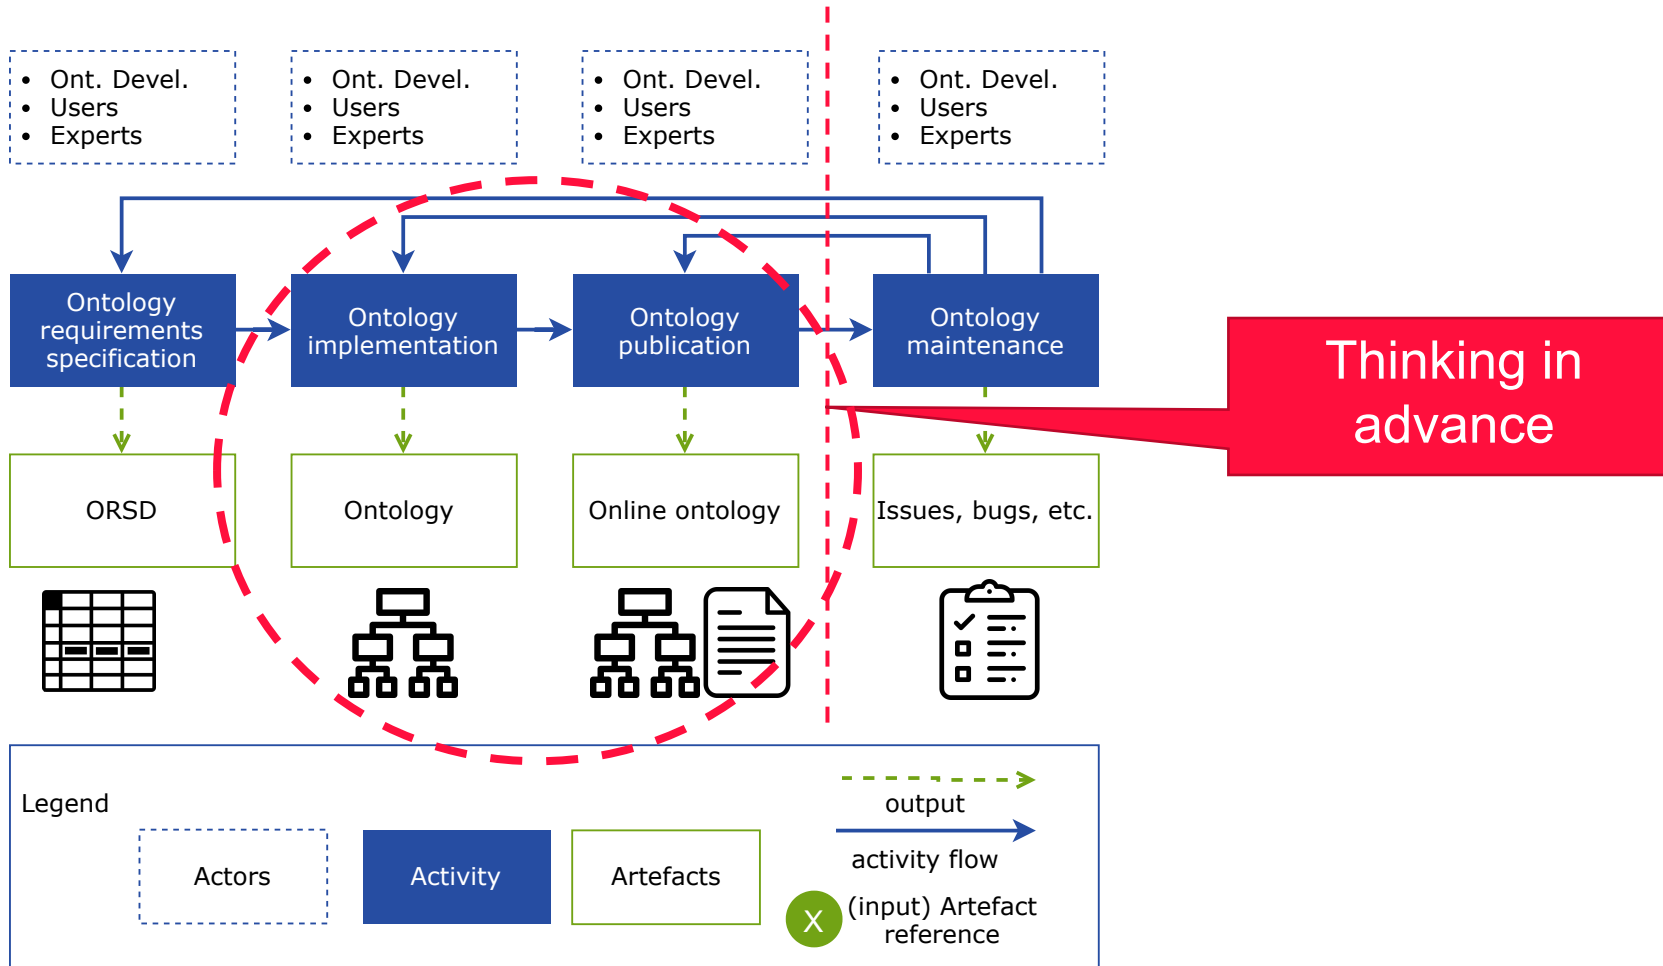 • Ont. Devel.
• Users
• Experts
• Ont. Devel.
• Users
• Experts
• Ont. Devel.
• Users
• Experts
• Ont. Devel.
• Users
• Experts
Ontology
requirements
specification
Ontology
implementation
Ontology
publication
Ontology
maintenance
Thinking in
advance
ORSD
Ontology
Online ontology
Issues, bugs, etc.
Legend
Actors
Activity
Artefacts
output
activity flow
X
(input) Artefact
reference